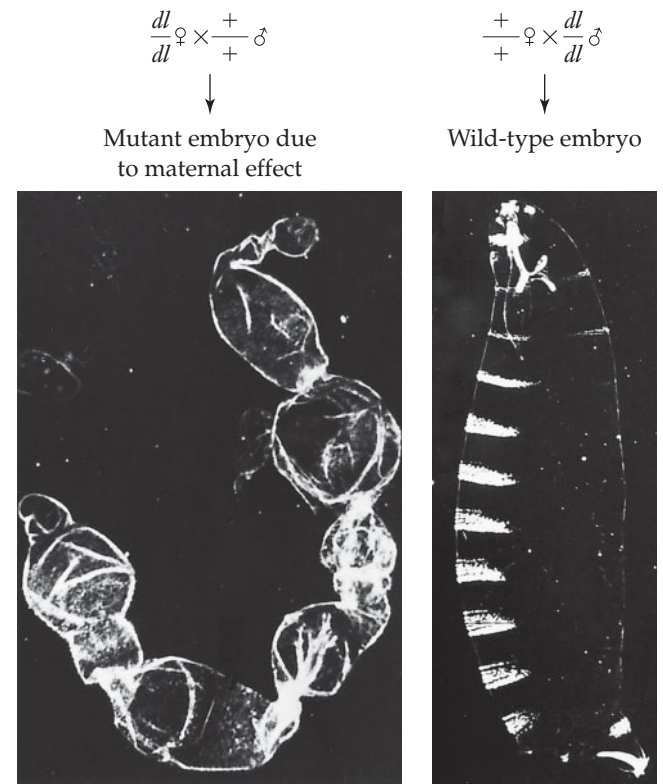 dl/dl ♀ × +/+ ♂
+/+ ♀ × dl/dl ♂
Mutant embryo due
to maternal effect
Wild-type embryo